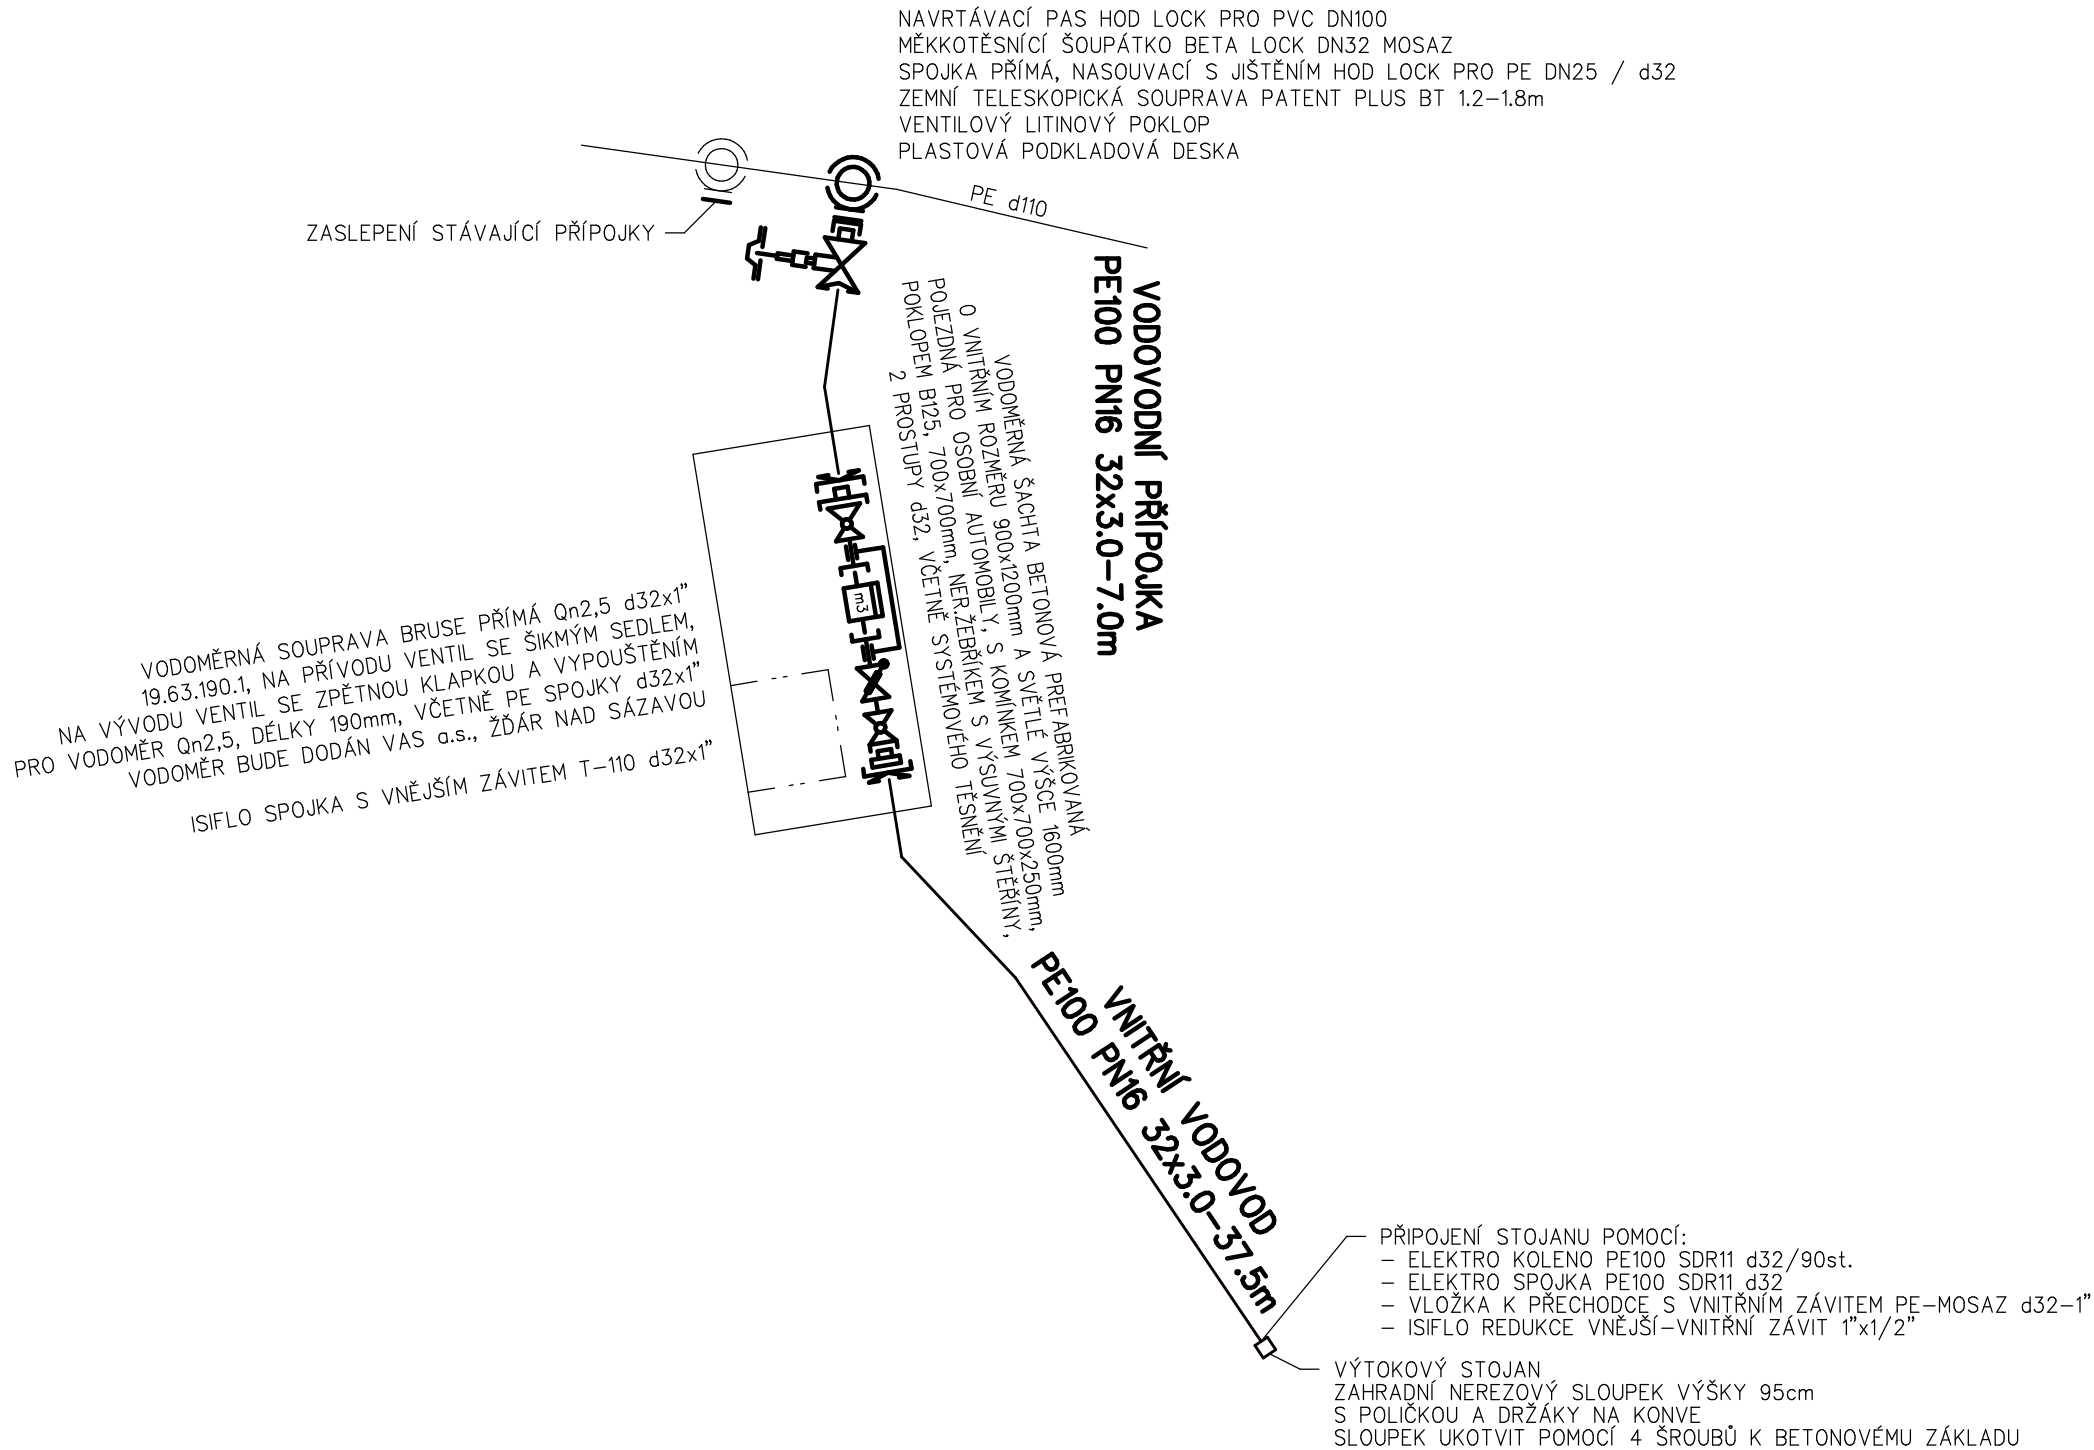 NAVRTÁVACÍ PAS HOD LOCK PRO PVC DN100
MĚKKOTĚSNÍCÍ ŠOUPÁTKO BETA LOCK DN32 MOSAZ
SPOJKA PŘÍMÁ, NASOUVACÍ S JIŠTĚNÍM HOD LOCK PRO PE DN25 / d32
ZEMNÍ TELESKOPICKÁ SOUPRAVA PATENT PLUS BT 1.2-1.8m
VENTILOVÝ LITINOVÝ POKLOP
PLASTOVÁ PODKLADOVÁ DESKA
PE d110
ZASLEPENÍ STÁVAJÍCÍ PŘÍPOJKY
VODOVODNÍ PŘÍPOJKA
PE100 PN16 32x3.0-7.0m
VODOMĚRNÁ ŠACHTA BETONOVÁ PREFABRIKOVANÁ
O VNITŘNÍM ROZMĚRU 900x1200mm A SVĚTLÉ VÝŠCE 1600mm
POJEZDNÁ PRO OSOBNÍ AUTOMOBILY, S KOMÍNKEM 700x700x250mm,
POKLOPEM B125, 700x700mm, NER.ŽEBŘÍKEM S VÝSUVNÝMI ŠTĚŘÍNY,
2 PROSTUPY d32, VČETNĚ SYSTÉMOVÉHO TĚSNĚNÍ
m3
VODOMĚRNÁ SOUPRAVA BRUSE PŘÍMÁ Qn2,5 d32x1"
19.63.190.1, NA PŘÍVODU VENTIL SE ŠIKMÝM SEDLEM,
NA VÝVODU VENTIL SE ZPĚTNOU KLAPKOU A VYPOUŠTĚNÍM
PRO VODOMĚR Qn2,5, DÉLKY 190mm, VČETNĚ PE SPOJKY d32x1"
VODOMĚR BUDE DODÁN VAS a.s., ŽĎÁR NAD SÁZAVOU
ISIFLO SPOJKA S VNĚJŠÍM ZÁVITEM T-110 d32x1"
VNITŘNÍ VODOVOD
PE100 PN16 32x3.0-37.5m
PŘIPOJENÍ STOJANU POMOCÍ:
- ELEKTRO KOLENO PE100 SDR11 d32/90st.
- ELEKTRO SPOJKA PE100 SDR11 d32
- VLOŽKA K PŘECHODCE S VNITŘNÍM ZÁVITEM PE-MOSAZ d32-1"
- ISIFLO REDUKCE VNĚJŠÍ-VNITŘNÍ ZÁVIT 1"x1/2"
VÝTOKOVÝ STOJAN
ZAHRADNÍ NEREZOVÝ SLOUPEK VÝŠKY 95cm
S POLIČKOU A DRŽÁKY NA KONVE
SLOUPEK UKOTVIT POMOCÍ 4 ŠROUBŮ K BETONOVÉMU ZÁKLADU